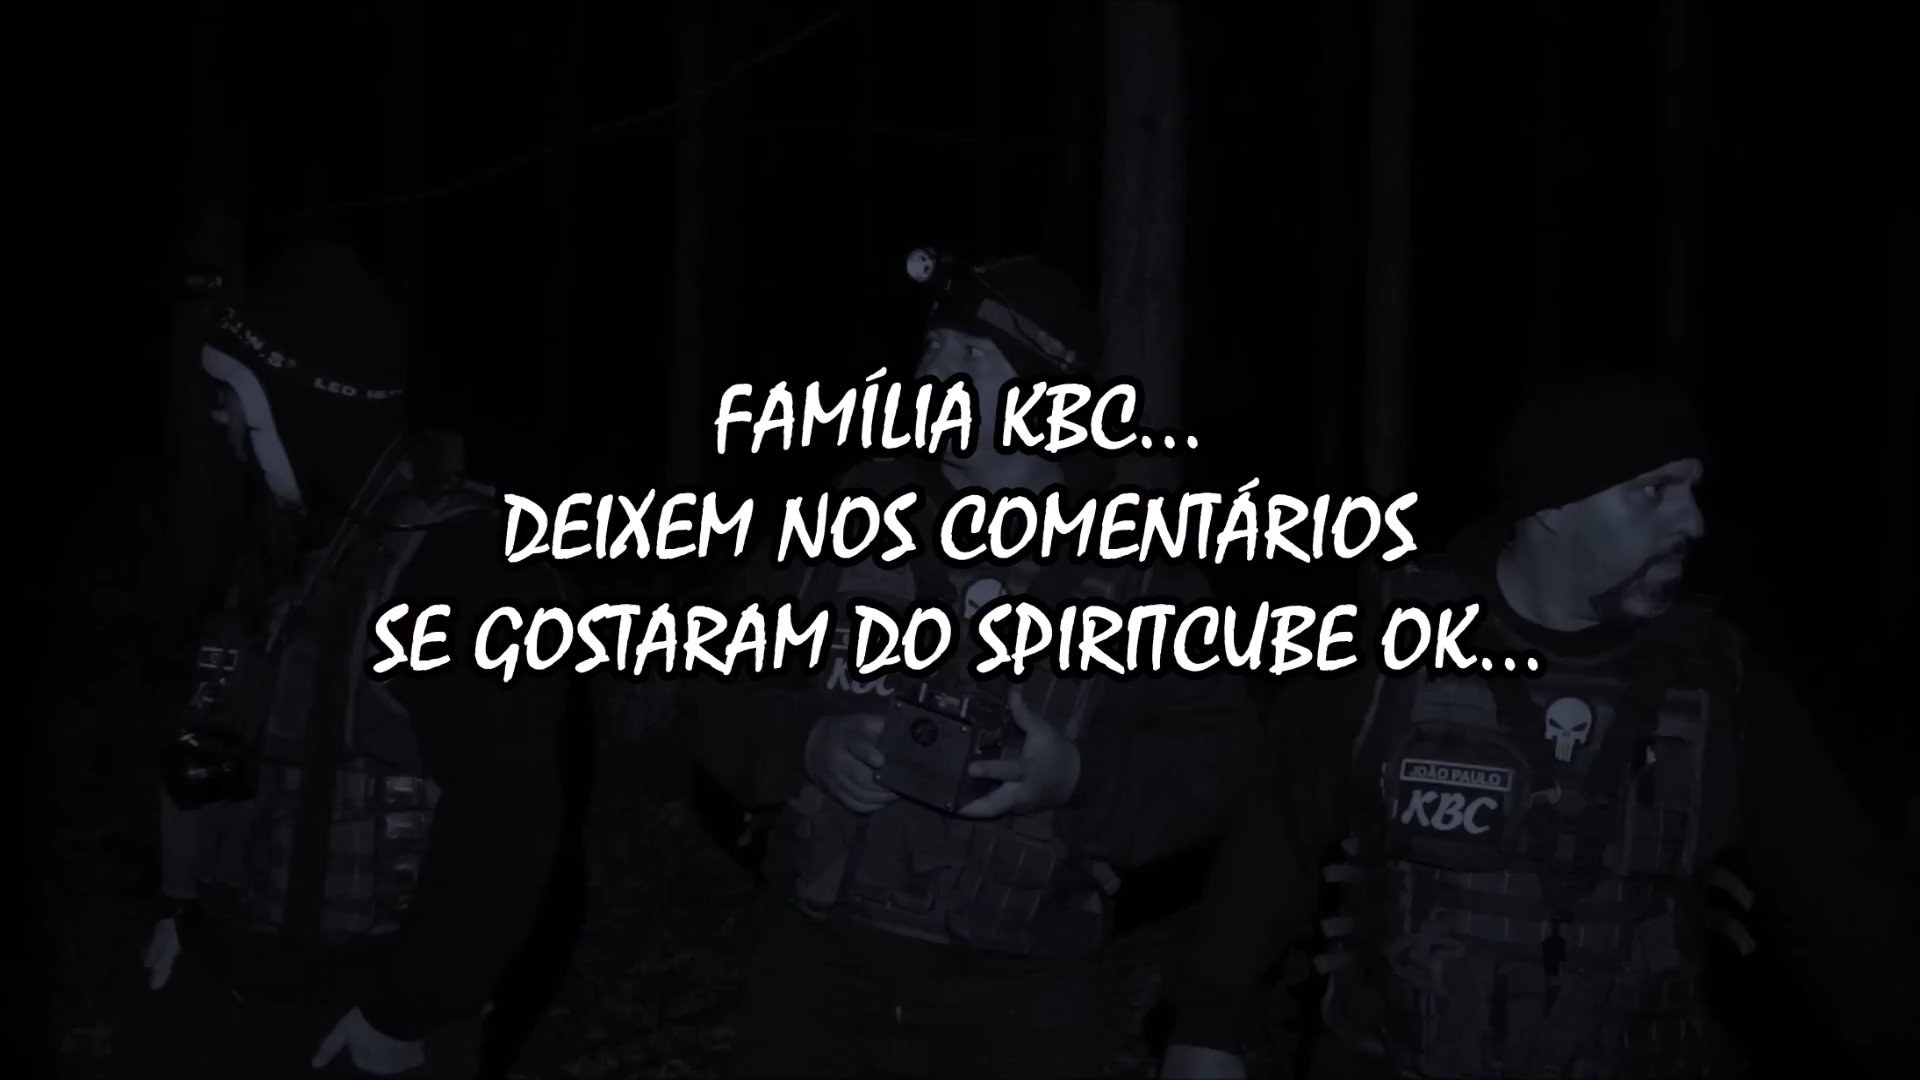 FAMÍLIA KBC...
DEIXEM NOS COMENTÁRIOS
SE GOSTARAM DO SPIRITCUBE OK...
LED
KBC
JOÃO PAULO
KBC